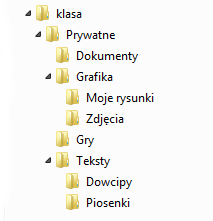 klasa
Prywatne
Dokumenty
Grafika
Moje rysunki
Zdjęcia
Gry
Teksty
Dowcipy
Piosenki